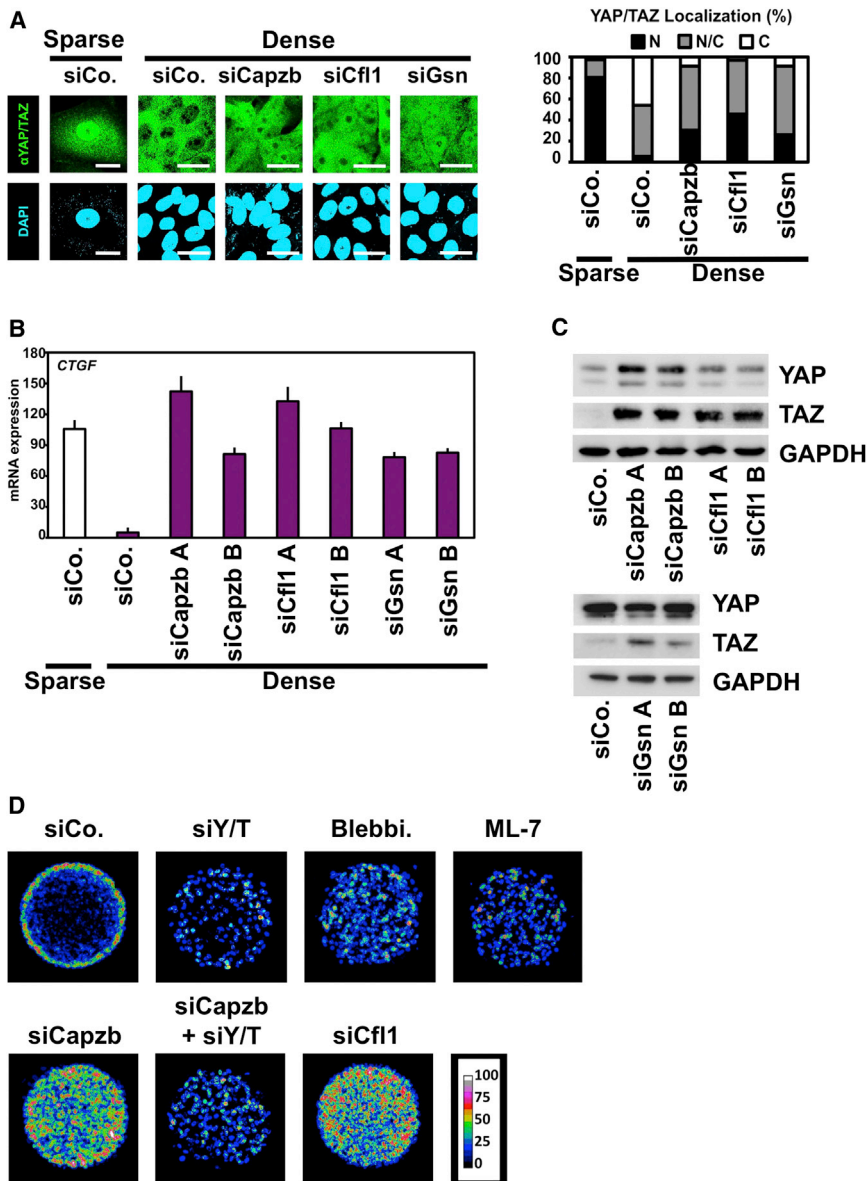 A
Sparse
Dense
siCo.
siCo.
siCapzb
siCfl1
siGsn
αYAP/TAZ
DAPI
YAP/TAZ Localization (%)
N
N/C
C
100
80
60
40
20
0
siCo.
siCo.
siCapzb
siCfl1
siGsn
Sparse
Dense
B
CTGF
mRNA expression
180
150
120
90
60
30
0
siCo.
siCo.
siCapzb A
siCapzb B
siCfl1 A
siCfl1 B
siGsn A
siGsn B
Sparse
Dense
C
YAP
TAZ
GAPDH
siCo.
siCapzb A
siCapzb B
siCfl1 A
siCfl1 B
YAP
TAZ
GAPDH
siCo.
siGsn A
siGsn B
D
siCo.
siY/T
Blebbi.
ML-7
siCapzb
siCapzb
+ siY/T
siCfl1
100
75
50
25
0